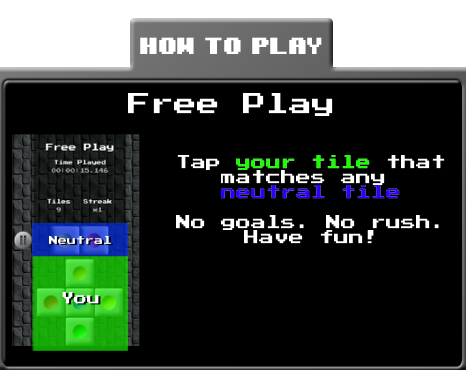 HOW TO PLAY
Free Play
Free Play
Time Played
00:00:15.146
Tiles Streak
9 x1
Neutral
You
Tap your tile that
matches any
neutral tile
No goals. No rush.
Have fun!